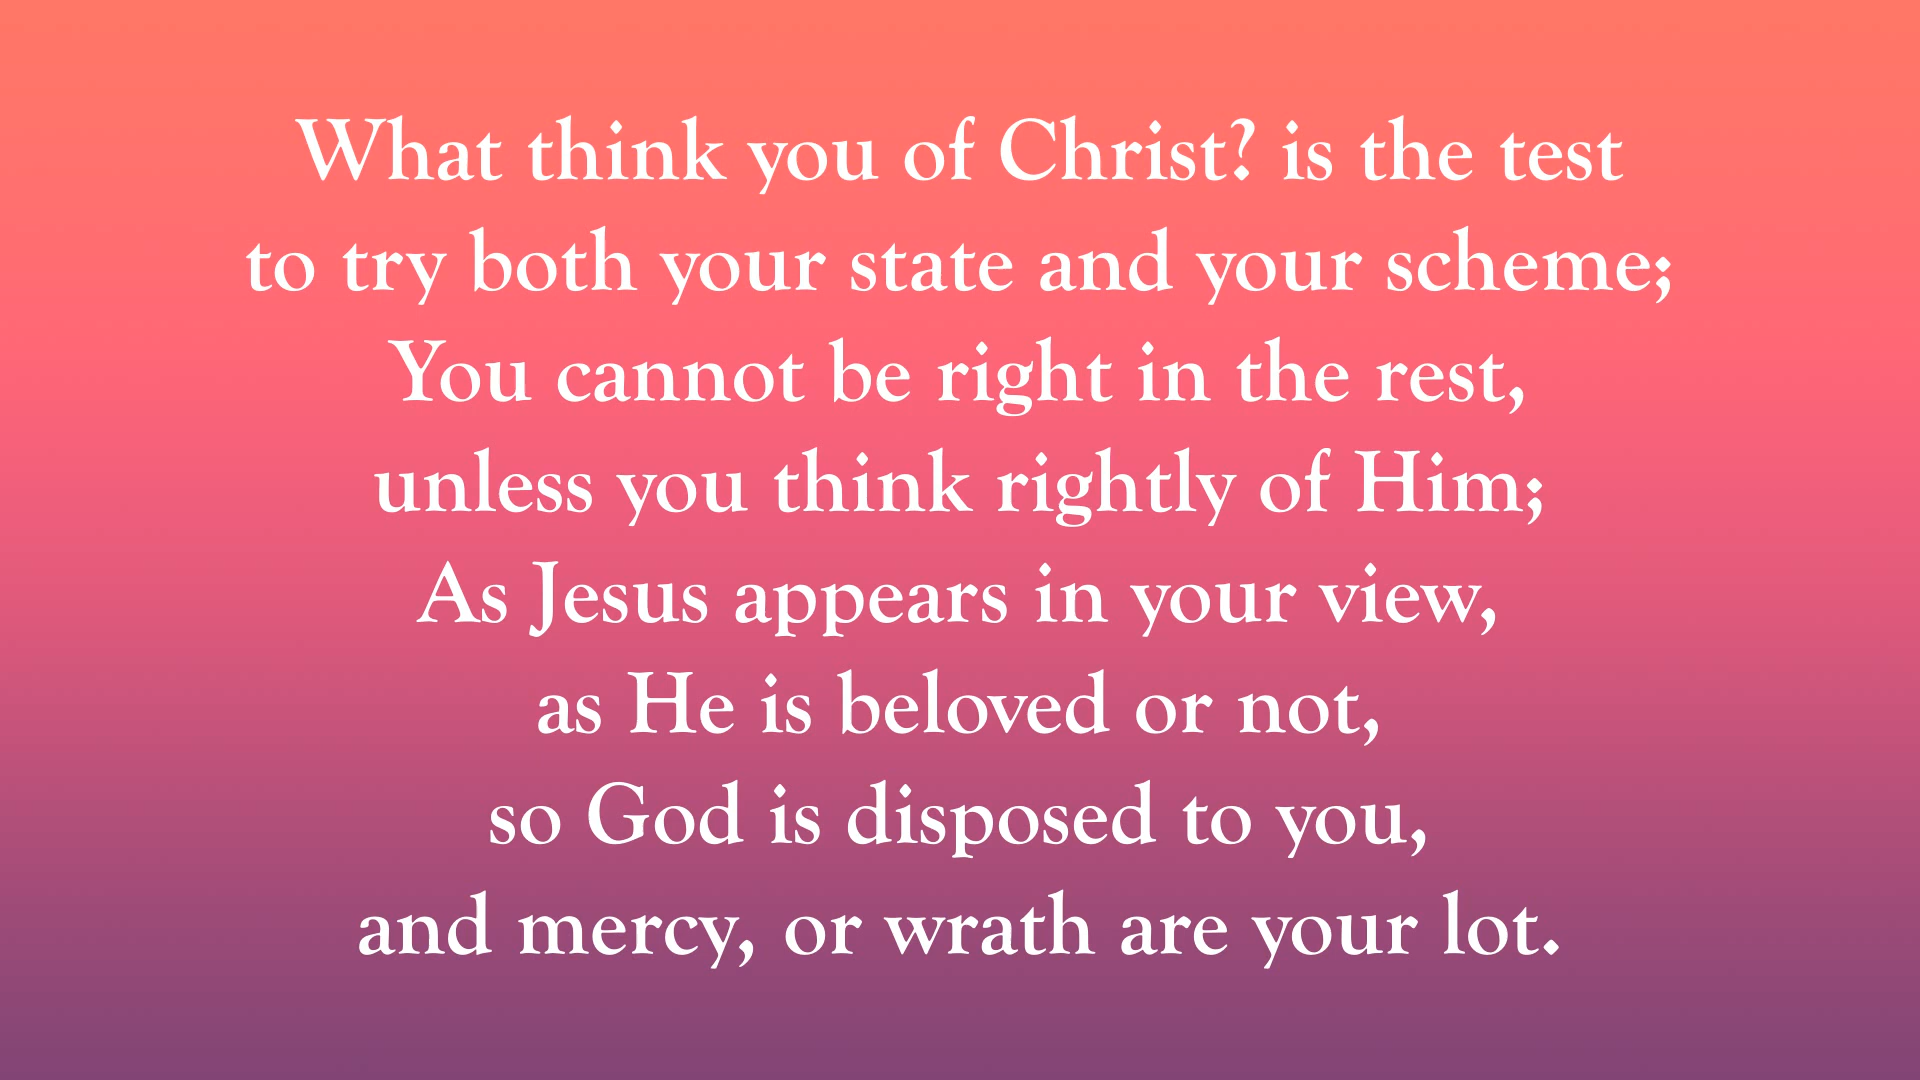 What think you of Christ? is the test
to try both your state and your scheme;
You cannot be right in the rest,
unless you think rightly of Him;
As Jesus appears in your view,
as He is beloved or not,
so God is disposed to you,
and mercy, or wrath are your lot.